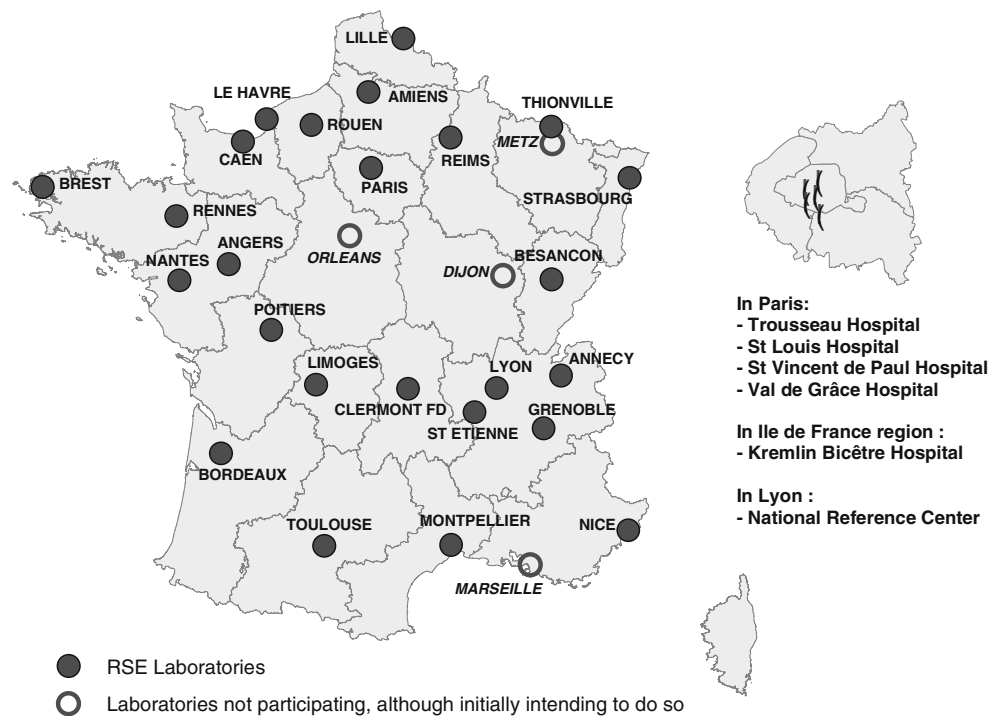 LILLE
LE HAVRE
AMIENS
THIONVILLE
ROUEN
METZ
CAEN
REIMS
PARIS
BREST
STRASBOURG
RENNES
ANGERS
ORLEANS
NANTES
DIJON
BESANCON
POITIERS
LIMOGES
LYON
ANNECY
CLERMONT FD
GRENOBLE
ST ETIENNE
BORDEAUX
TOULOUSE
MONTPELLIER
NICE
MARSEILLE
In Paris:
- Trousseau Hospital
- St Louis Hospital
- St Vincent de Paul Hospital
- Val de Grâce Hospital
In Ile de France region :
- Kremlin Bicêtre Hospital
In Lyon :
- National Reference Center
RSE Laboratories
Laboratories not participating, although initially intending to do so